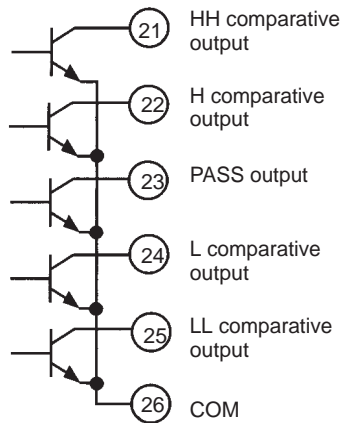 21 HH comparative
output
22 H comparative
output
23 PASS output
24 L comparative
output
25 LL comparative
output
26 COM